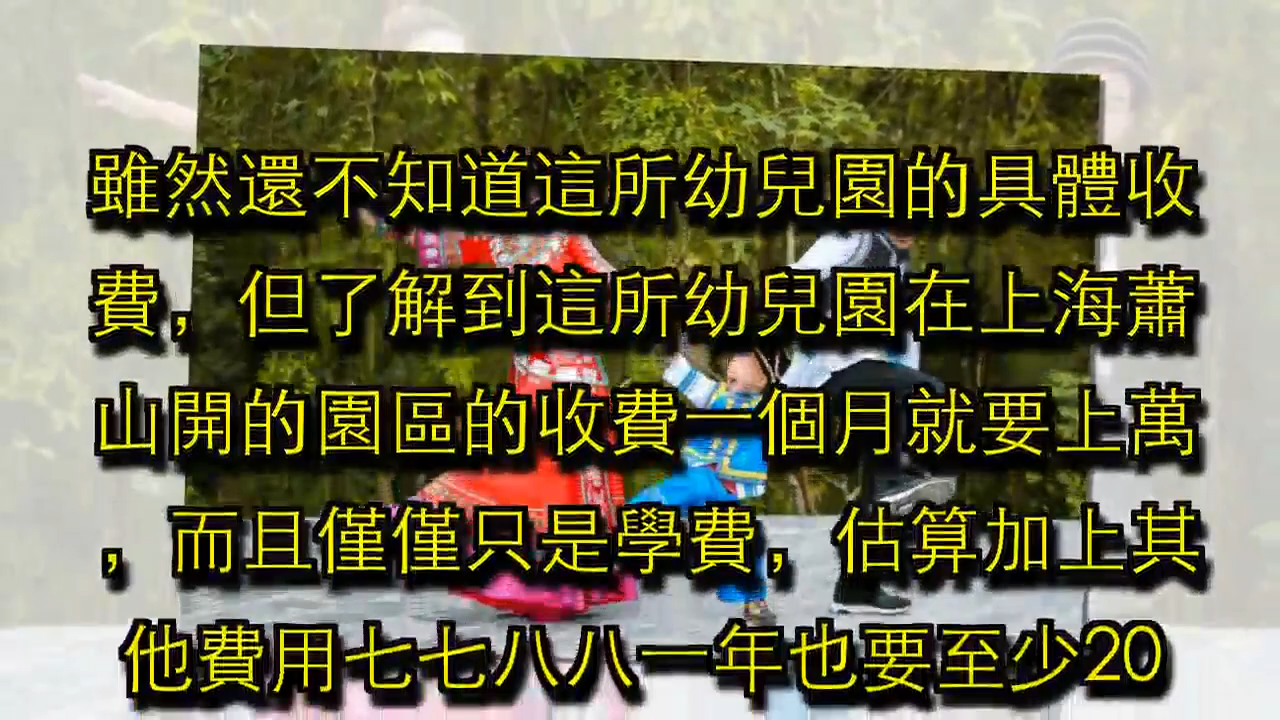 雖然還不知道這所幼兒園的具體收
費，但了解到這所幼兒園在上海蕭
山開的園區的收費一個月就要上萬
，而且僅僅只是學費，估算加上其
他費用七七八八一年也要至少20